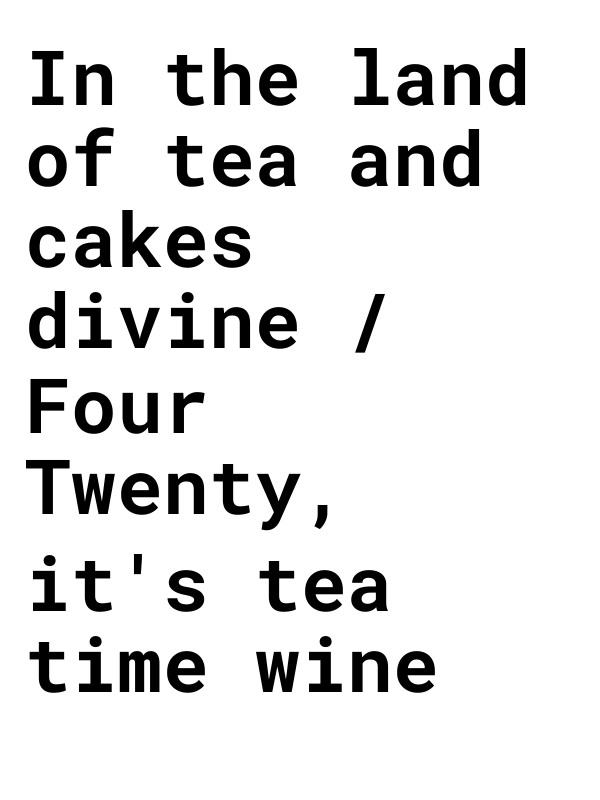 In the land
of tea and
cakes
divine /
Four
Twenty,
it's tea
time wine